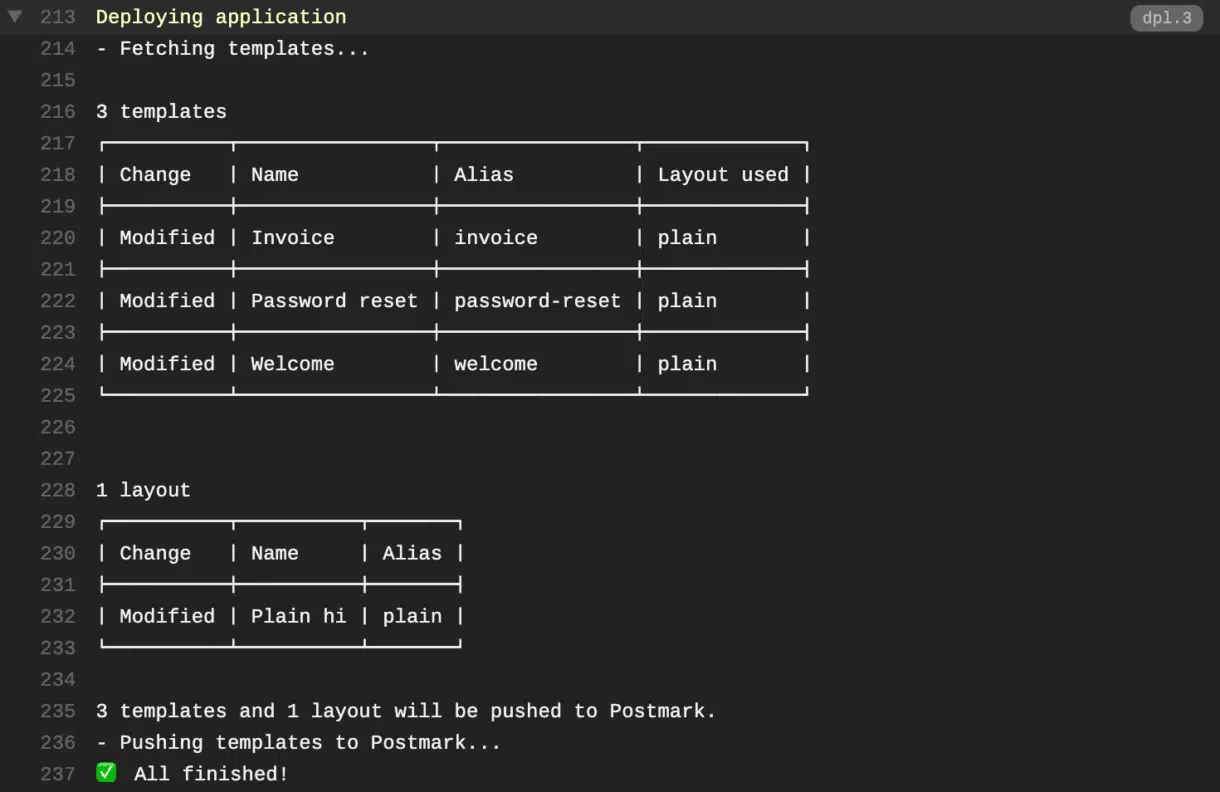 213 Deploying application dpl.3
214 - Fetching templates...
215
216 3 templates
217
218 | Change | Name | Alias | Layout used |
219
220 | Modified | Invoice | invoice | plain |
221
222 | Modified | Password reset | password-reset | plain |
223
224 | Modified | Welcome | welcome | plain |
225
226
227
228 1 layout
229
230 | Change | Name | Alias |
231
232 | Modified | Plain hi | plain |
233
234
235 3 templates and 1 layout will be pushed to Postmark.
236 - Pushing templates to Postmark...
237 ✅ All finished!